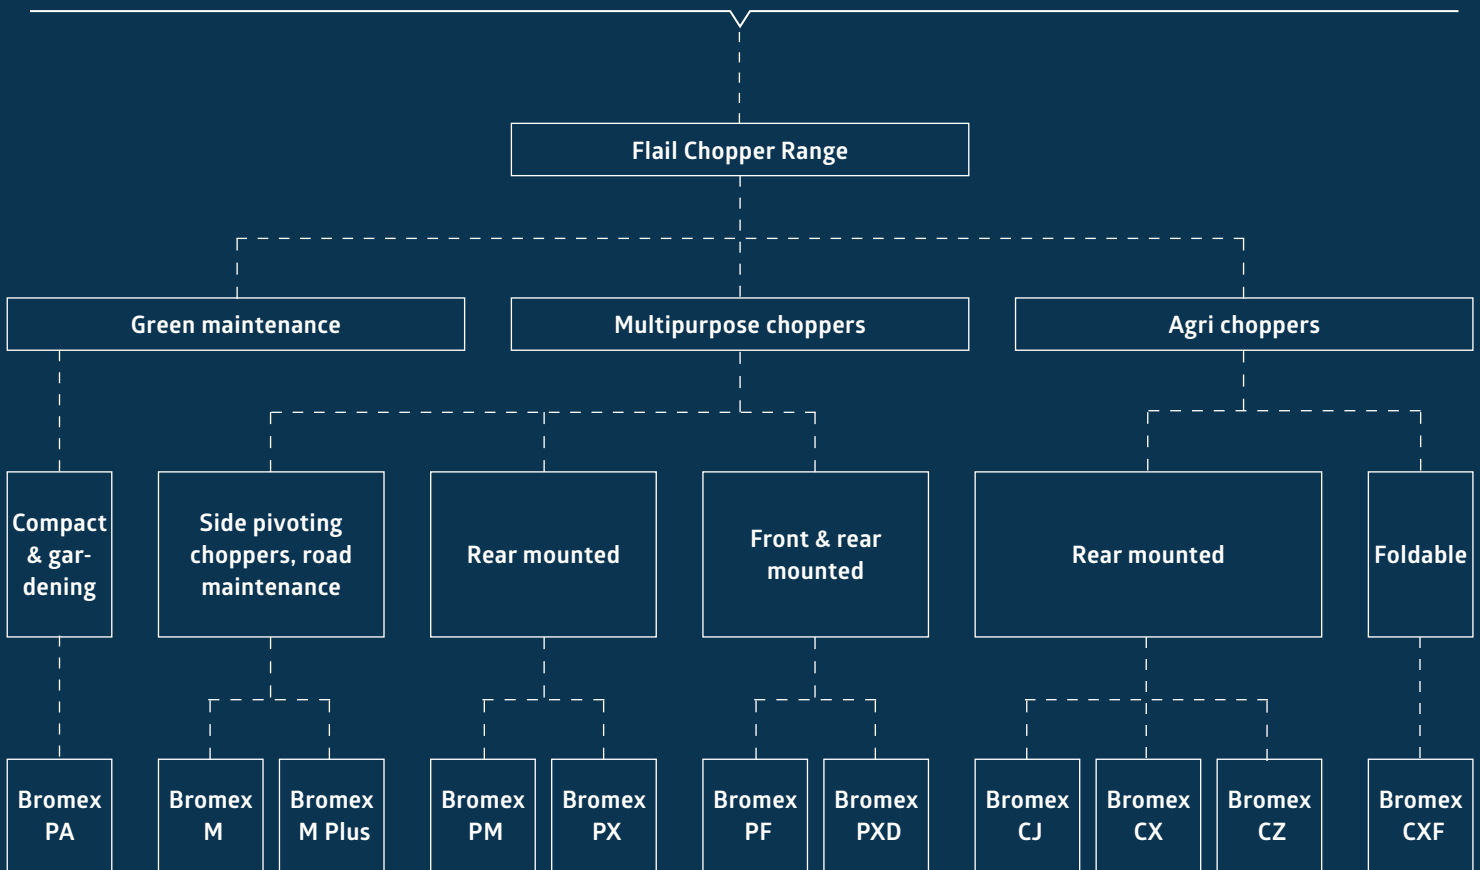 Flail Chopper Range
Green maintenance
Multipurpose choppers
Agri choppers
Compact
& gar-
dening
Side pivoting
choppers, road
maintenance
Rear mounted
Front & rear
mounted
Rear mounted
Foldable
Bromex
PA
Bromex
M
Bromex
M Plus
Bromex
PM
Bromex
PX
Bromex
PF
Bromex
PXD
Bromex
CJ
Bromex
CX
Bromex
CZ
Bromex
CXF